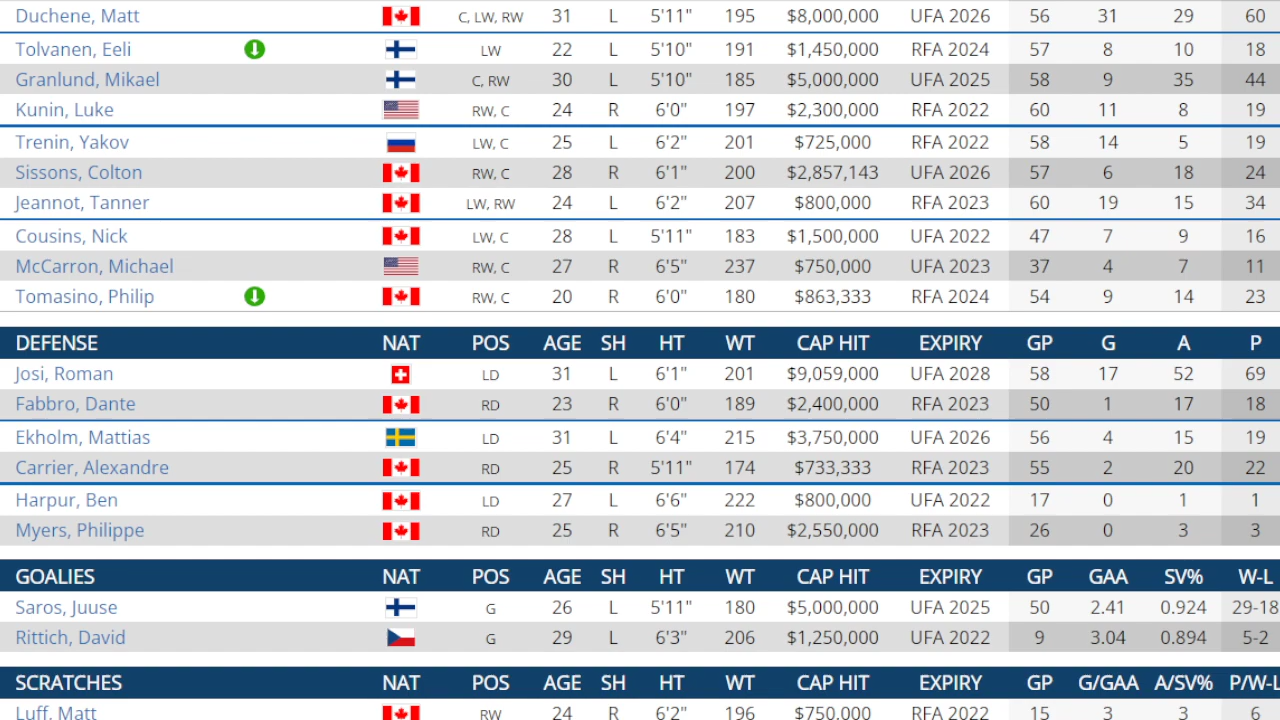 Duchene, Matt C, LW, RW 31 L 5'11" 195 $8,000,000 UFA 2026 56 31 29 60
Tolvanen, Eeli LW 22 L 5'10" 191 $1,450,000 RFA 2024 57 8 10 18
Granlund, Mikael C, RW 30 L 5'10" 185 $5,000,000 UFA 2025 58 9 35 44
Kunin, Luke RW, C 24 R 6'0" 197 $2,300,000 RFA 2022 60 11 8 19
Trenin, Yakov LW, C 25 L 6'2" 201 $725,000 RFA 2022 58 14 5 19
Sissons, Colton RW, C 28 R 6'1" 200 $2,857,143 UFA 2026 57 6 18 24
Jeannot, Tanner LW, RW 24 L 6'2" 207 $800,000 RFA 2023 60 19 15 34
Cousins, Nick LW, C 28 L 5'11" 183 $1,500,000 UFA 2022 47 7 9 16
McCarron, Michael RW, C 27 R 6'5" 237 $750,000 UFA 2023 37 4 7 11
Tomasino, Philip RW, C 20 R 6'0" 180 $863,333 RFA 2024 54 9 14 23
DEFENSE NAT POS AGE SH HT WT CAP HIT EXPIRY GP G A P
Josi, Roman LD 31 L 6'1" 201 $9,059,000 UFA 2028 58 17 52 69
Fabbro, Dante RD 23 R 6'0" 189 $2,400,000 RFA 2023 50 1 17 18
Ekholm, Mattias LD 31 L 6'4" 215 $3,750,000 UFA 2026 56 4 15 19
Carrier, Alexandre RD 25 R 5'11" 174 $733,333 RFA 2023 55 2 20 22
Harpur, Ben LD 27 L 6'6" 222 $800,000 UFA 2022 17 0 1 1
Myers, Philippe RD 25 R 6'5" 210 $2,550,000 RFA 2023 26 0 3 3
GOALIES NAT POS AGE SH HT WT CAP HIT EXPIRY GP GAA SV% W-L
Saros, Juuse G 26 L 5'11" 180 $5,000,000 UFA 2025 50 2.41 0.924 29-18
Rittich, David G 29 L 6'3" 206 $1,250,000 UFA 2022 9 3.04 0.894 5-2
SCRATCHES NAT POS AGE SH HT WT CAP HIT EXPIRY GP G/GAA A/SV% P/W-L
Luff, Matt RW 24 R 6'2" 196 $750,000 RFA 2022 15 3 3 6